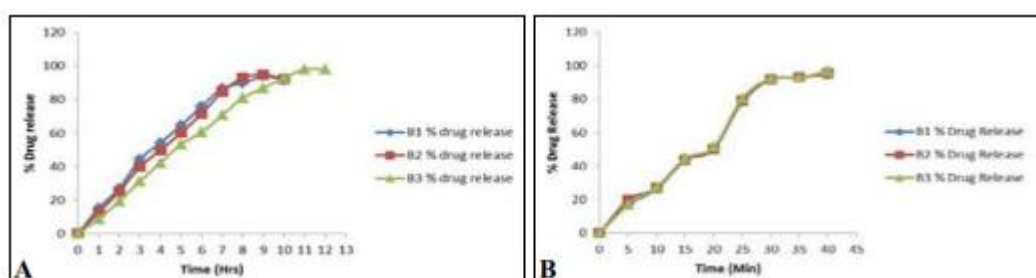 120
100
80
60
40
20
0
% Drug release
0 1 2 3 4 5 6 7 8 9 10 11 12 13
Time (Hrs)
B1 % drug release
B2 % drug release
B3 % drug release
A
120
100
80
60
40
20
0
% Drug Release
0 5 10 15 20 25 30 35 40 45
Time (Min)
B1 % Drug Release
B2 % Drug Release
B3 % Drug Release
B